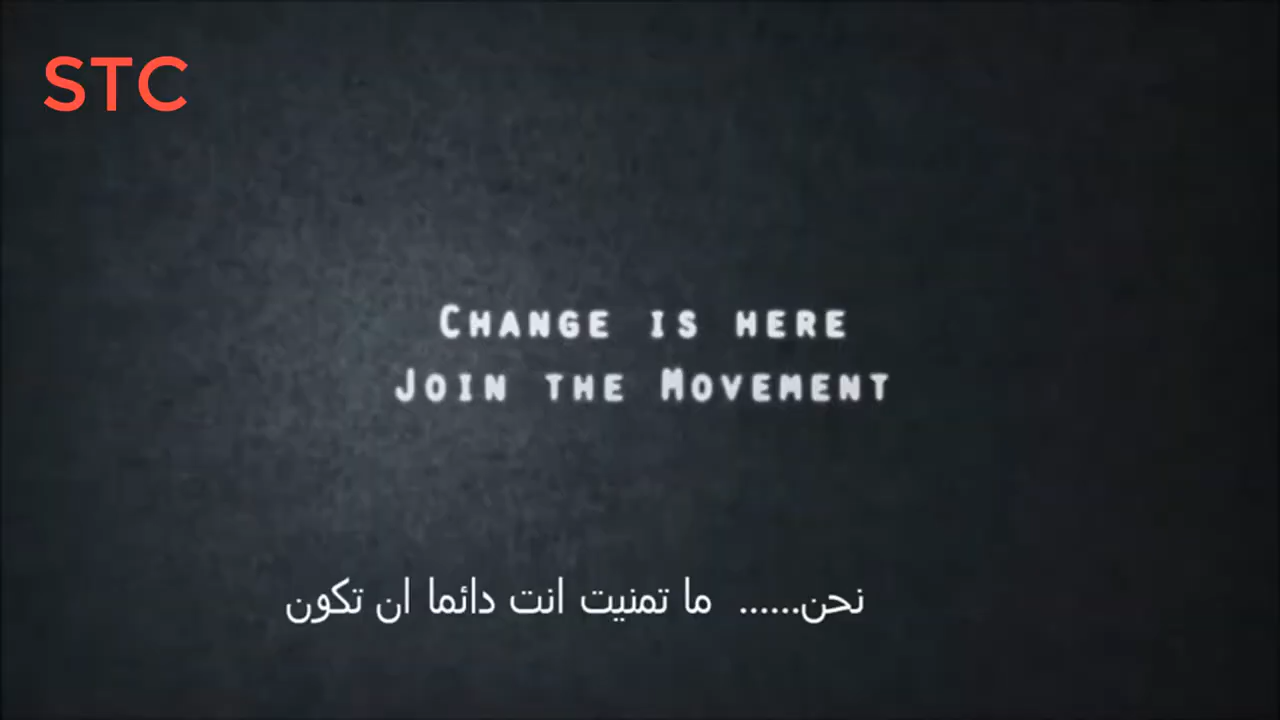 STC
CHANGE IS HERE
JOIN THE MOVEMENT
نحن...... ما تمنيت انت دائما ان تكون